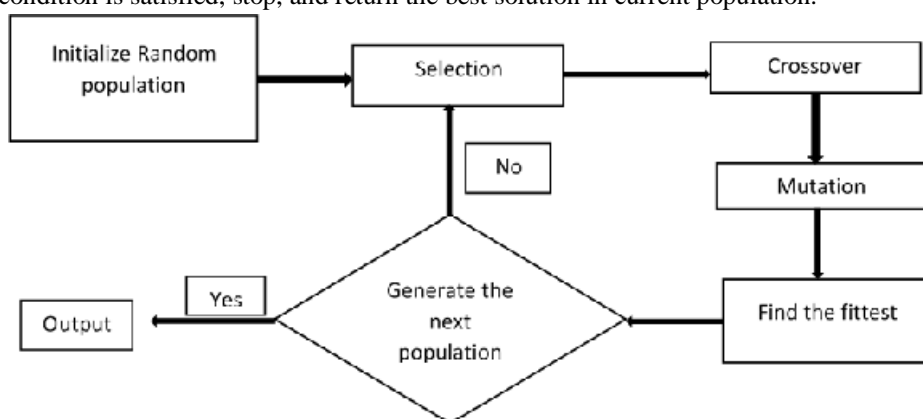 condition is satisfied, stop, and return the best solution in current population.
Initialize Random
population
Selection
Crossover
No
Mutation
Generate the
next
population
Find the fittest
Yes
Output